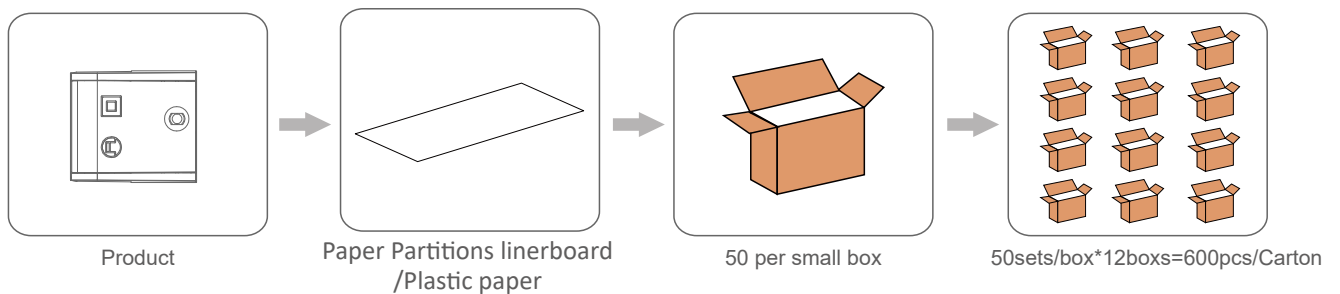 Product
Paper Partitions linerboard
/Plastic paper
50 per small box
50sets/box*12boxs=600pcs/Carton